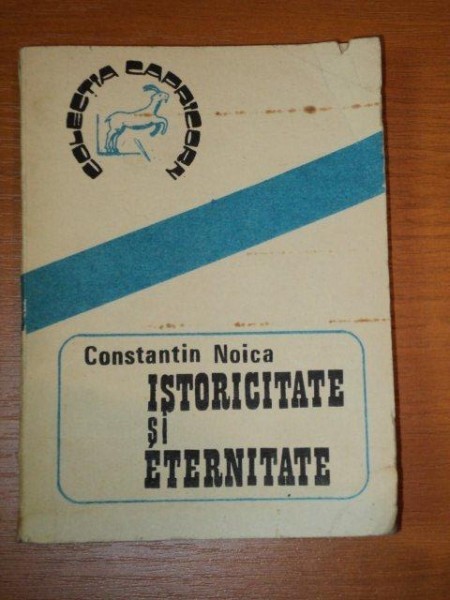 COLECȚIA CAPRICORN
Constantin Noica
ISTORICITATE
ȘI
ETERNITATE